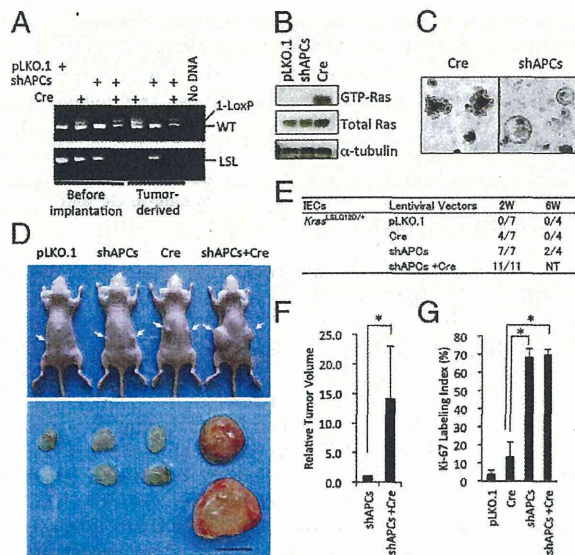 A
pLKO.1 +
shAPCs + + + +
Cre + + + +
No DNA
1-LoxP
WT
LSL
Before implantation
Tumor-derived
B
pLKO.1
shAPCs
Cre
GTP-Ras
Total Ras
α-tubulin
C
Cre shAPCs
D
pLKO.1 shAPCs Cre shAPCs+Cre
E
IECs Lentiviral Vectors 2W 6W
Kras LSLG12D/+ pLKO.1 0/7 0/4
Cre 4/7 0/4
shAPCs 7/7 2/4
shAPCs +Cre 11/11 NT
F
Relative Tumor Volume
25.0
20.0
15.0
10.0
5.0
0.0
*
shAPCs
shAPCs +Cre
G
Ki-67 Labeling Index (%)
80
70
60
50
40
30
20
10
0
*
*
pLKO.1
Cre
shAPCs
shAPCs +Cre